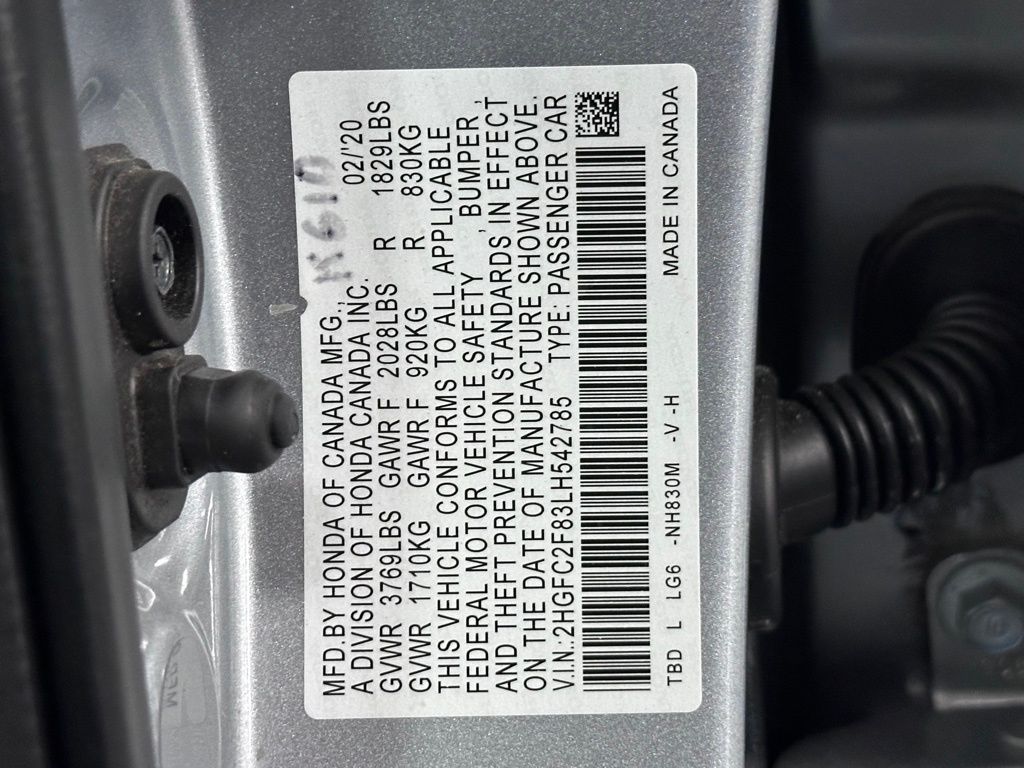 MFD.BY HONDA OF CANADA MFG.,
A DIVISION OF HONDA CANADA INC. 02/'20
GVWR 3769LBS GAWR F 2028LBS R 1829LBS
GVWR 1710KG GAWR F 920KG R 830KG
THIS VEHICLE CONFORMS TO ALL APPLICABLE
FEDERAL MOTOR VEHICLE SAFETY , BUMPER ,
AND THEFT PREVENTION STANDARDS IN EFFECT
ON THE DATE OF MANUFACTURE SHOWN ABOVE.
V.I.N.:2HGFC2F83LH542785 TYPE: PASSENGER CAR
TBD L LG6 -NH830M -V -H MADE IN CANADA